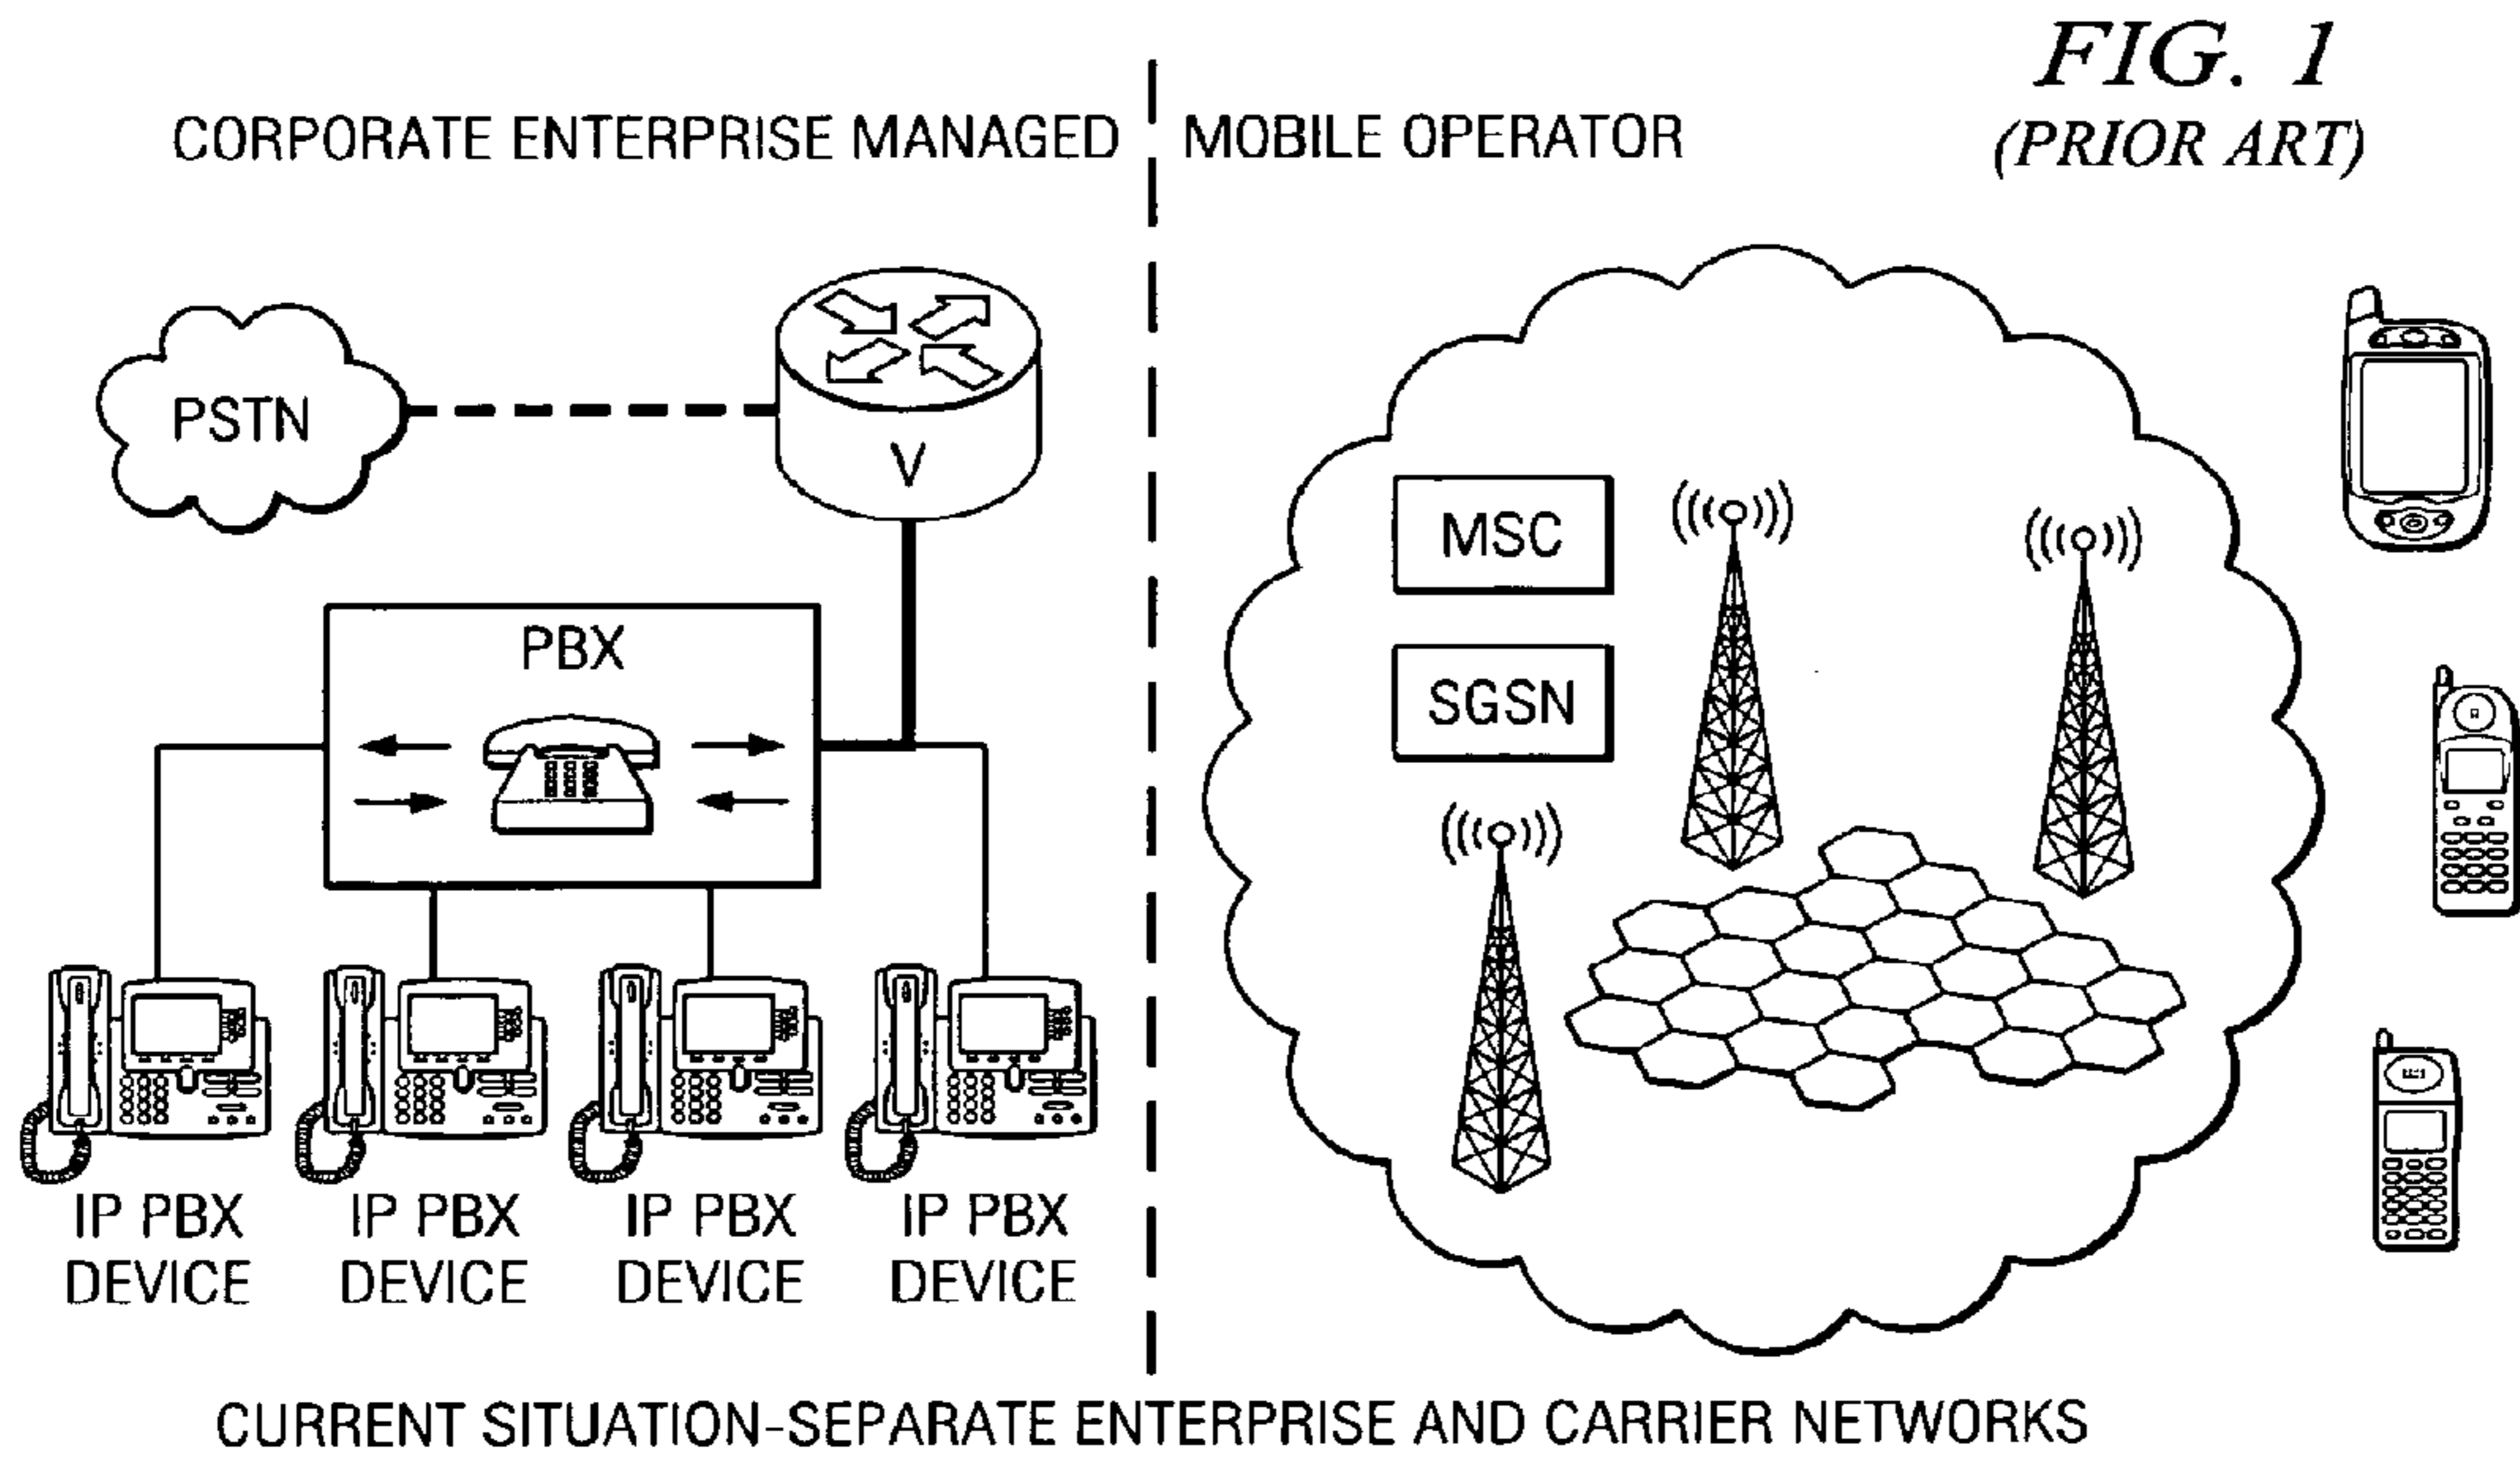 FIG. 1
(PRIOR ART)
CORPORATE ENTERPRISE MANAGED
MOBILE OPERATOR
PSTN
V
MSC
PBX
SGSN
IP PBX
DEVICE
IP PBX
DEVICE
IP PBX
DEVICE
IP PBX
DEVICE
CURRENT SITUATION-SEPARATE ENTERPRISE AND CARRIER NETWORKS